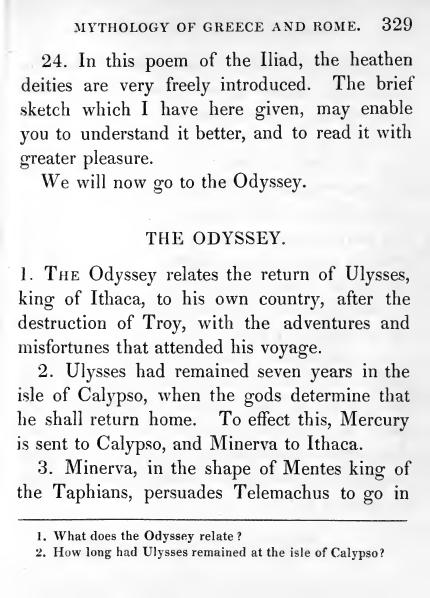 MYTHOLOGY OF GREECE AND ROME. 329
24. In this poem of the Iliad, the heathen
deities are very freely introduced. The brief
sketch which I have here given, may enable
you to understand it better, and to read it with
greater pleasure.
We will now go to the Odyssey.
THE ODYSSEY.
1. THE Odyssey relates the return of Ulysses,
king of Ithaca, to his own country, after the
destruction of Troy, with the adventures and
misfortunes that attended his voyage.
2. Ulysses had remained seven years in the
isle of Calypso, when the gods determine that
he shall return home. To effect this, Mercury
is sent to Calypso, and Minerva to Ithaca.
3. Minerva, in the shape of Mentes king of
the Taphians, persuades Telemachus to go in
1. What does the Odyssey relate?
2. How long had Ulysses remained at the isle of Calypso?